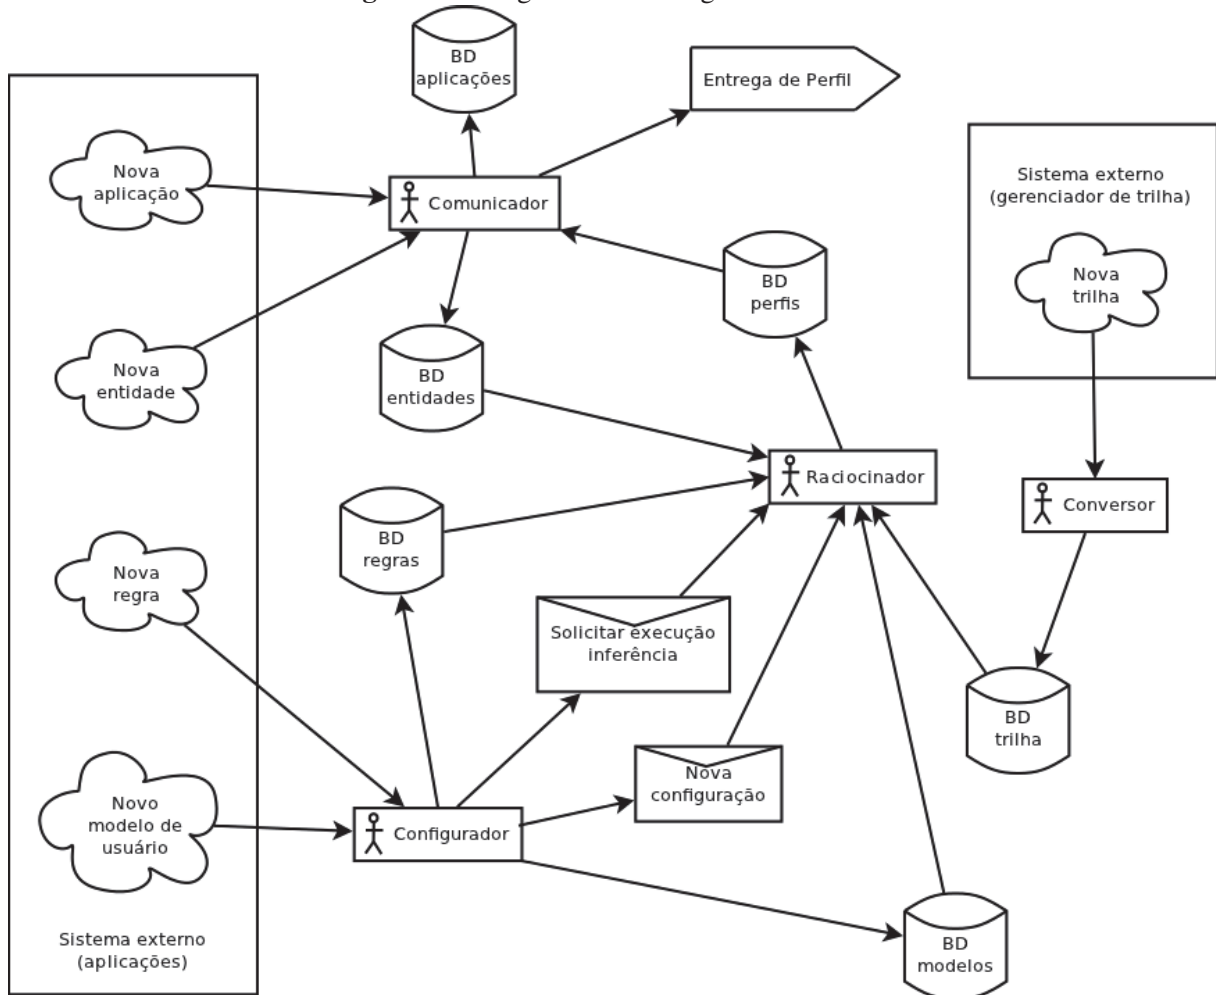 BD
aplicações
Entrega de Perfil
Nova
aplicação
Comunicador
Sistema externo
(gerenciador de trilha)
Nova
trilha
BD
perfis
Nova
entidade
BD
entidades
Raciocinador
Conversor
BD
regras
Nova
regra
Solicitar execução
inferência
BD
trilha
Nova
configuração
Novo
modelo de
usuário
Configurador
Sistema externo
(aplicações)
BD
modelos